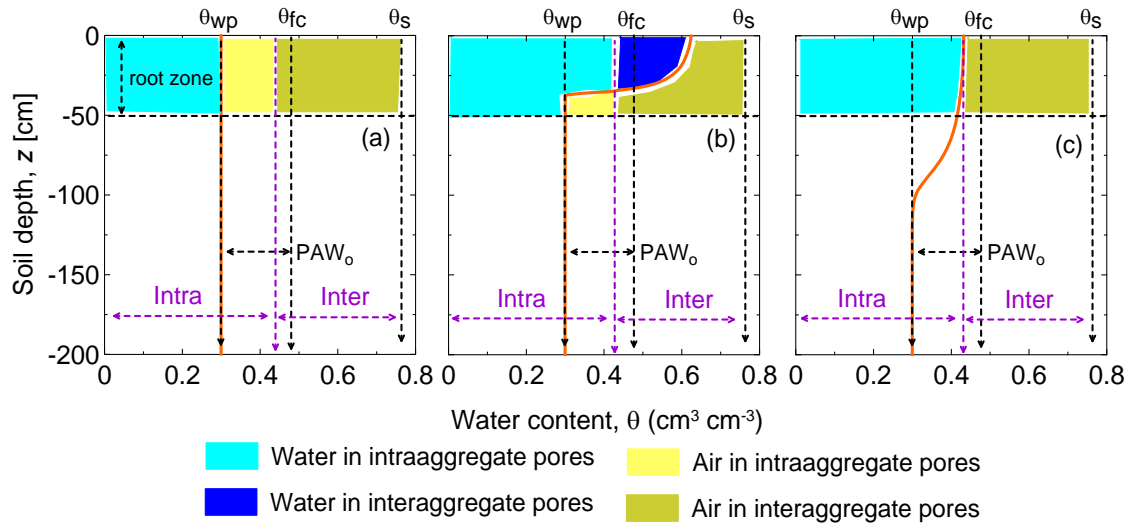 θwp θfc θs θwp θfc θs θwp θfc θs
0
-50
-100
-150
-200
Soil depth, z [cm]
root zone
(a) (b) (c)
PAWo PAWo PAWo
Intra Inter Intra Inter Intra Inter
0 0.2 0.4 0.6 0.8 0 0.2 0.4 0.6 0.8 0 0.2 0.4 0.6 0.8
Water content, θ (cm³ cm⁻³)
Water in intraaggregate pores Air in intraaggregate pores
Water in interaggregate pores Air in interaggregate pores